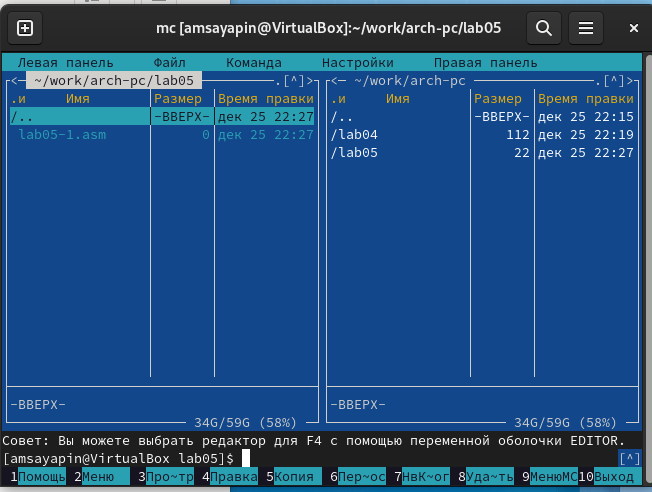 mc [amsayapin@VirtualBox]:~/work/arch-pc/lab05
Левая панель Файл Команда Настройки Правая панель
<─ ~/work/arch-pc/lab05 ─.[^]>
.и Имя Размер Время правки
/.. -ВВЕРХ- дек 25 22:27
lab05-1.asm 0 дек 25 22:27
-ВВЕРХ-
34G/59G (58%)
<─ ~/work/arch-pc ─.[^]>
.и Имя Размер Время правки
/.. -ВВЕРХ- дек 25 22:15
/lab04 112 дек 25 22:19
/lab05 22 дек 25 22:27
-ВВЕРХ-
34G/59G (58%)
Совет: Вы можете выбрать редактор для F4 с помощью переменной оболочки EDITOR.
[amsayapin@VirtualBox lab05]$ [^]
1Помощь 2Меню 3Про~тр 4Правка 5Копия 6Пер~ос 7НвК~ог 8Уда~ть 9МенюМС 10Выход